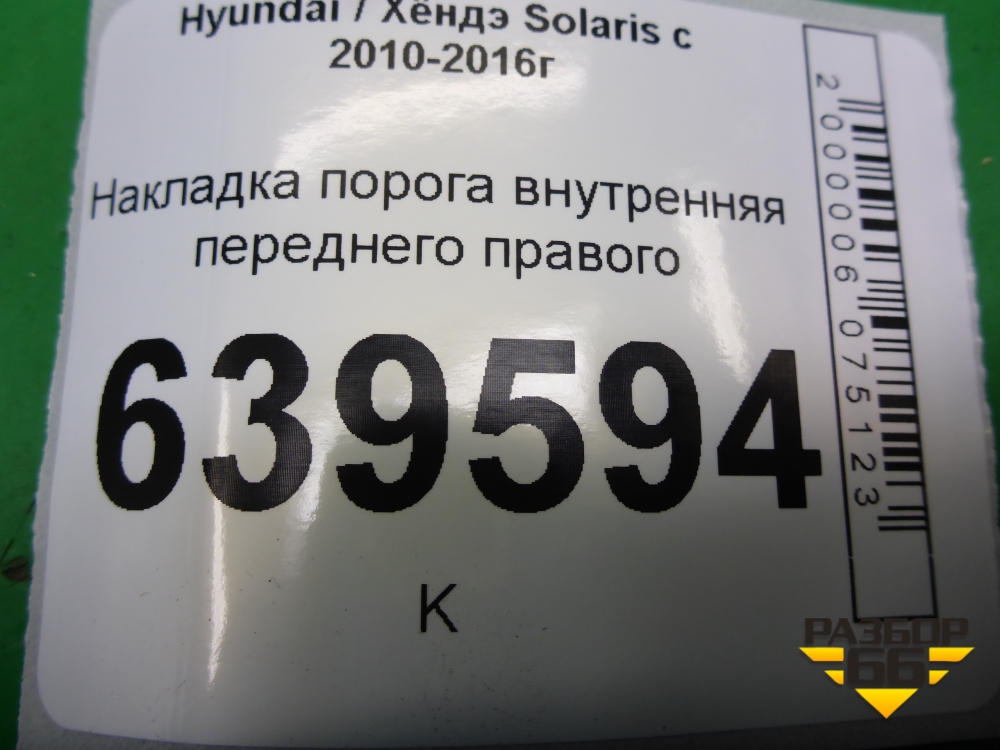 Hyundai / Хёндэ Solaris с
2010-2016г
Накладка порога внутренняя
переднего правого
639594
К
2000006075123
РАЗБОР
66